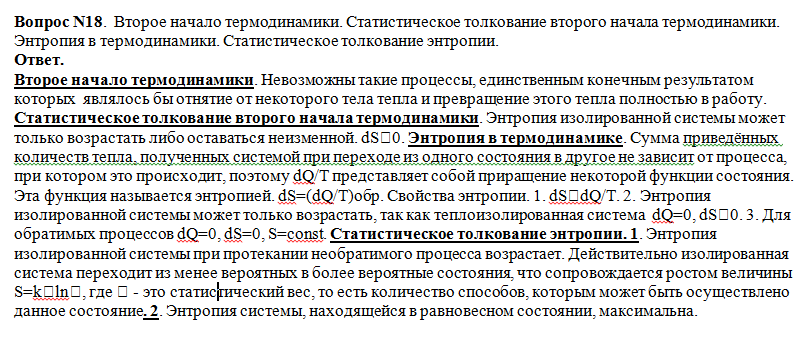 Вопрос N18. Второе начало термодинамики. Статистическое толкование второго начала термодинамики.
Энтропия в термодинамики. Статистическое толкование энтропии.
Ответ.
Второе начало термодинамики. Невозможны такие процессы, единственным конечным результатом
которых являлось бы отнятие от некоторого тела тепла и превращение этого тепла полностью в работу.
Статистическое толкование второго начала термодинамики. Энтропия изолированной системы может
только возрастать либо оставаться неизменной. dS□0. Энтропия в термодинамике. Сумма приведённых
количеств тепла, полученных системой при переходе из одного состояния в другое не зависит от процесса,
при котором это происходит, поэтому dQ/T представляет собой приращение некоторой функции состояния.
Эта функция называется энтропией. dS=(dQ/T)обр. Свойства энтропии. 1. dS□dQ/T. 2. Энтропия
изолированной системы может только возрастать, так как теплоизолированная система dQ=0, dS□0. 3. Для
обратимых процессов dQ=0, dS=0, S=const. Статистическое толкование энтропии. 1. Энтропия
изолированной системы при протекании необратимого процесса возрастает. Действительно изолированная
система переходит из менее вероятных в более вероятные состояния, что сопровождается ростом величины
S=k□ln□, где □ - это статистический вес, то есть количество способов, которым может быть осуществлено
данное состояние. 2. Энтропия системы, находящейся в равновесном состоянии, максимальна.